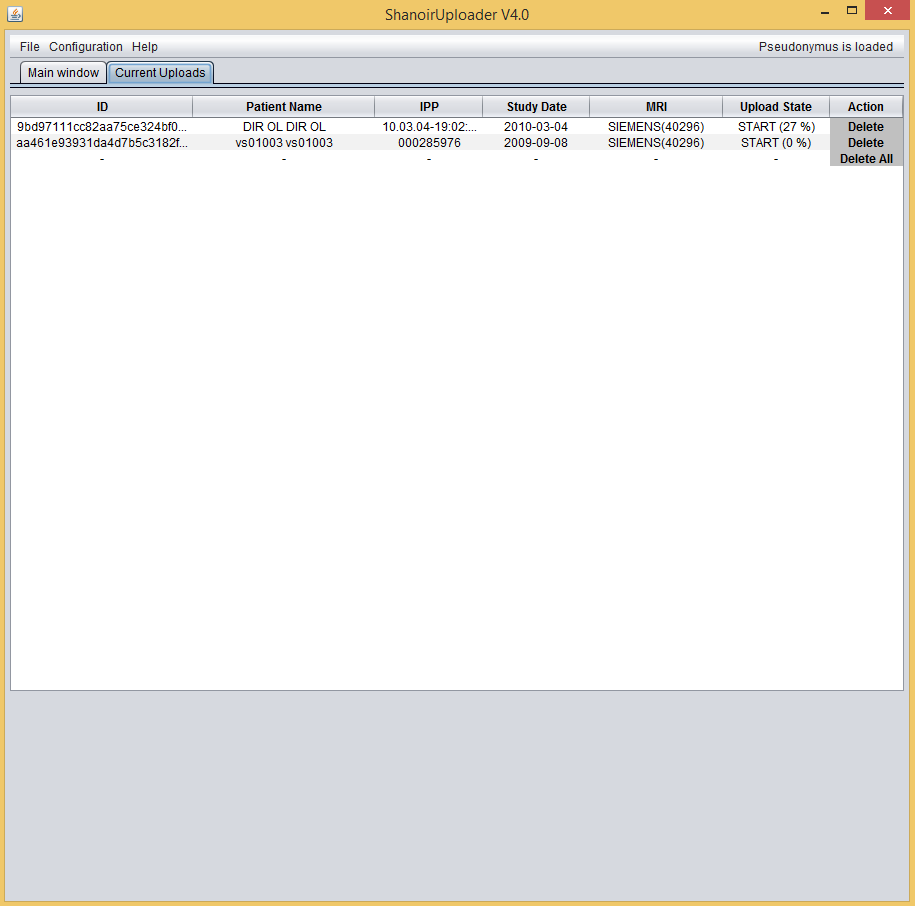 ShanoirUploader V4.0
File Configuration Help Pseudonymus is loaded
Main window Current Uploads
ID Patient Name IPP Study Date MRI Upload State Action
9bd97111cc82aa75ce324bf0... DIR OL DIR OL 10.03.04-19:02:... 2010-03-04 SIEMENS(40296) START (27 %) Delete
aa461e93931da4d7b5c3182f... vs01003 vs01003 000285976 2009-09-08 SIEMENS(40296) START (0 %) Delete
- - - - - - Delete All